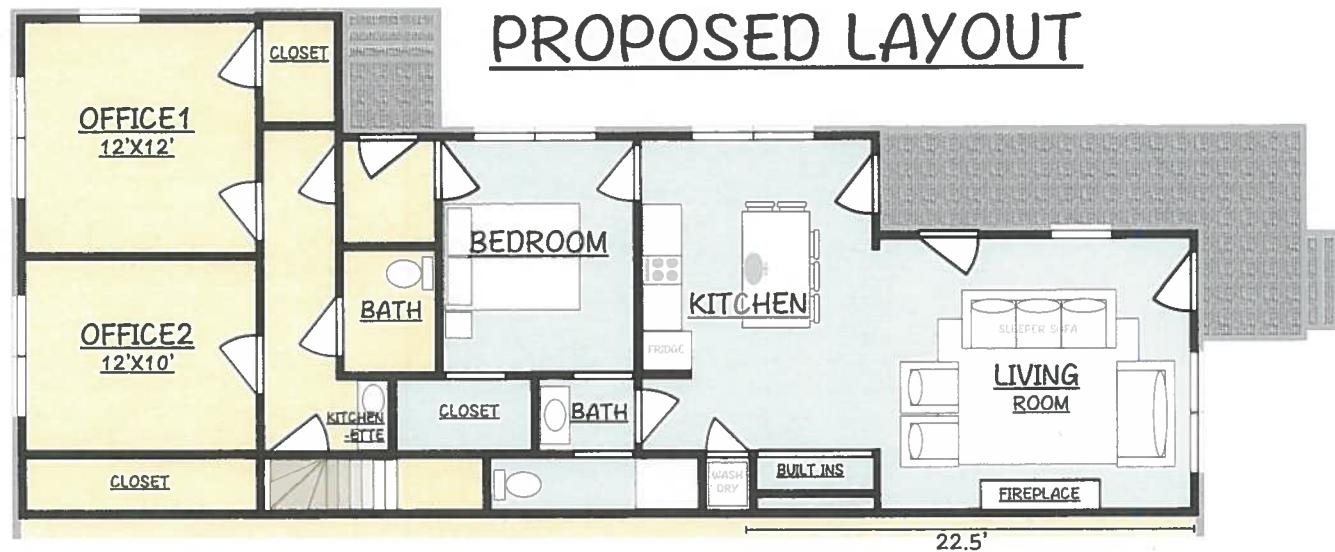 PROPOSED LAYOUT
CLOSET
OFFICE1
12'X12'
BEDROOM
BATH
KITCHEN
OFFICE2
12'X10'
SLEEPER SOFA
FRIDGE
LIVING
ROOM
KITCHEN
-ETTE
CLOSET
BATH
CLOSET
WASH
DRY
BUILT INS
FIREPLACE
22.5'